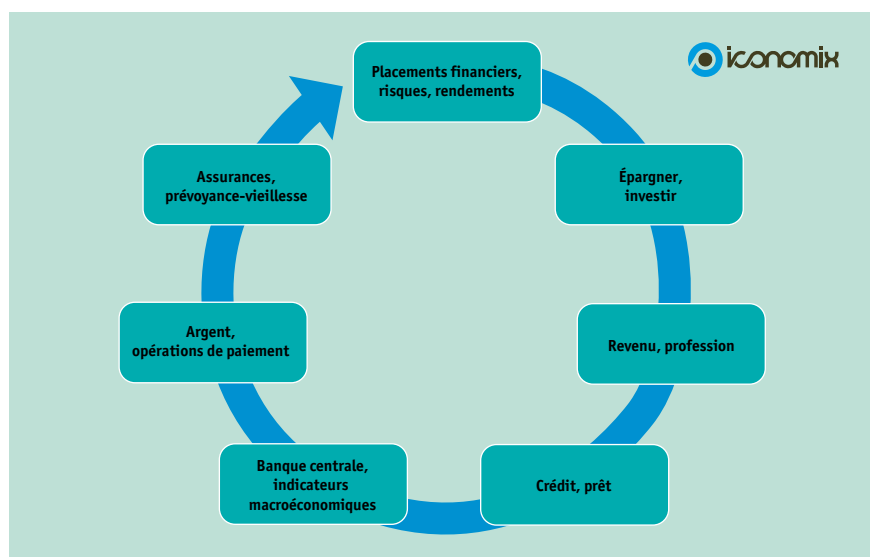 iconomix
Placements financiers,
risques, rendements
Épargner,
investir
Revenu, profession
Crédit, prêt
Banque centrale,
indicateurs
macroéconomiques
Argent,
opérations de paiement
Assurances,
prévoyance-vieillesse